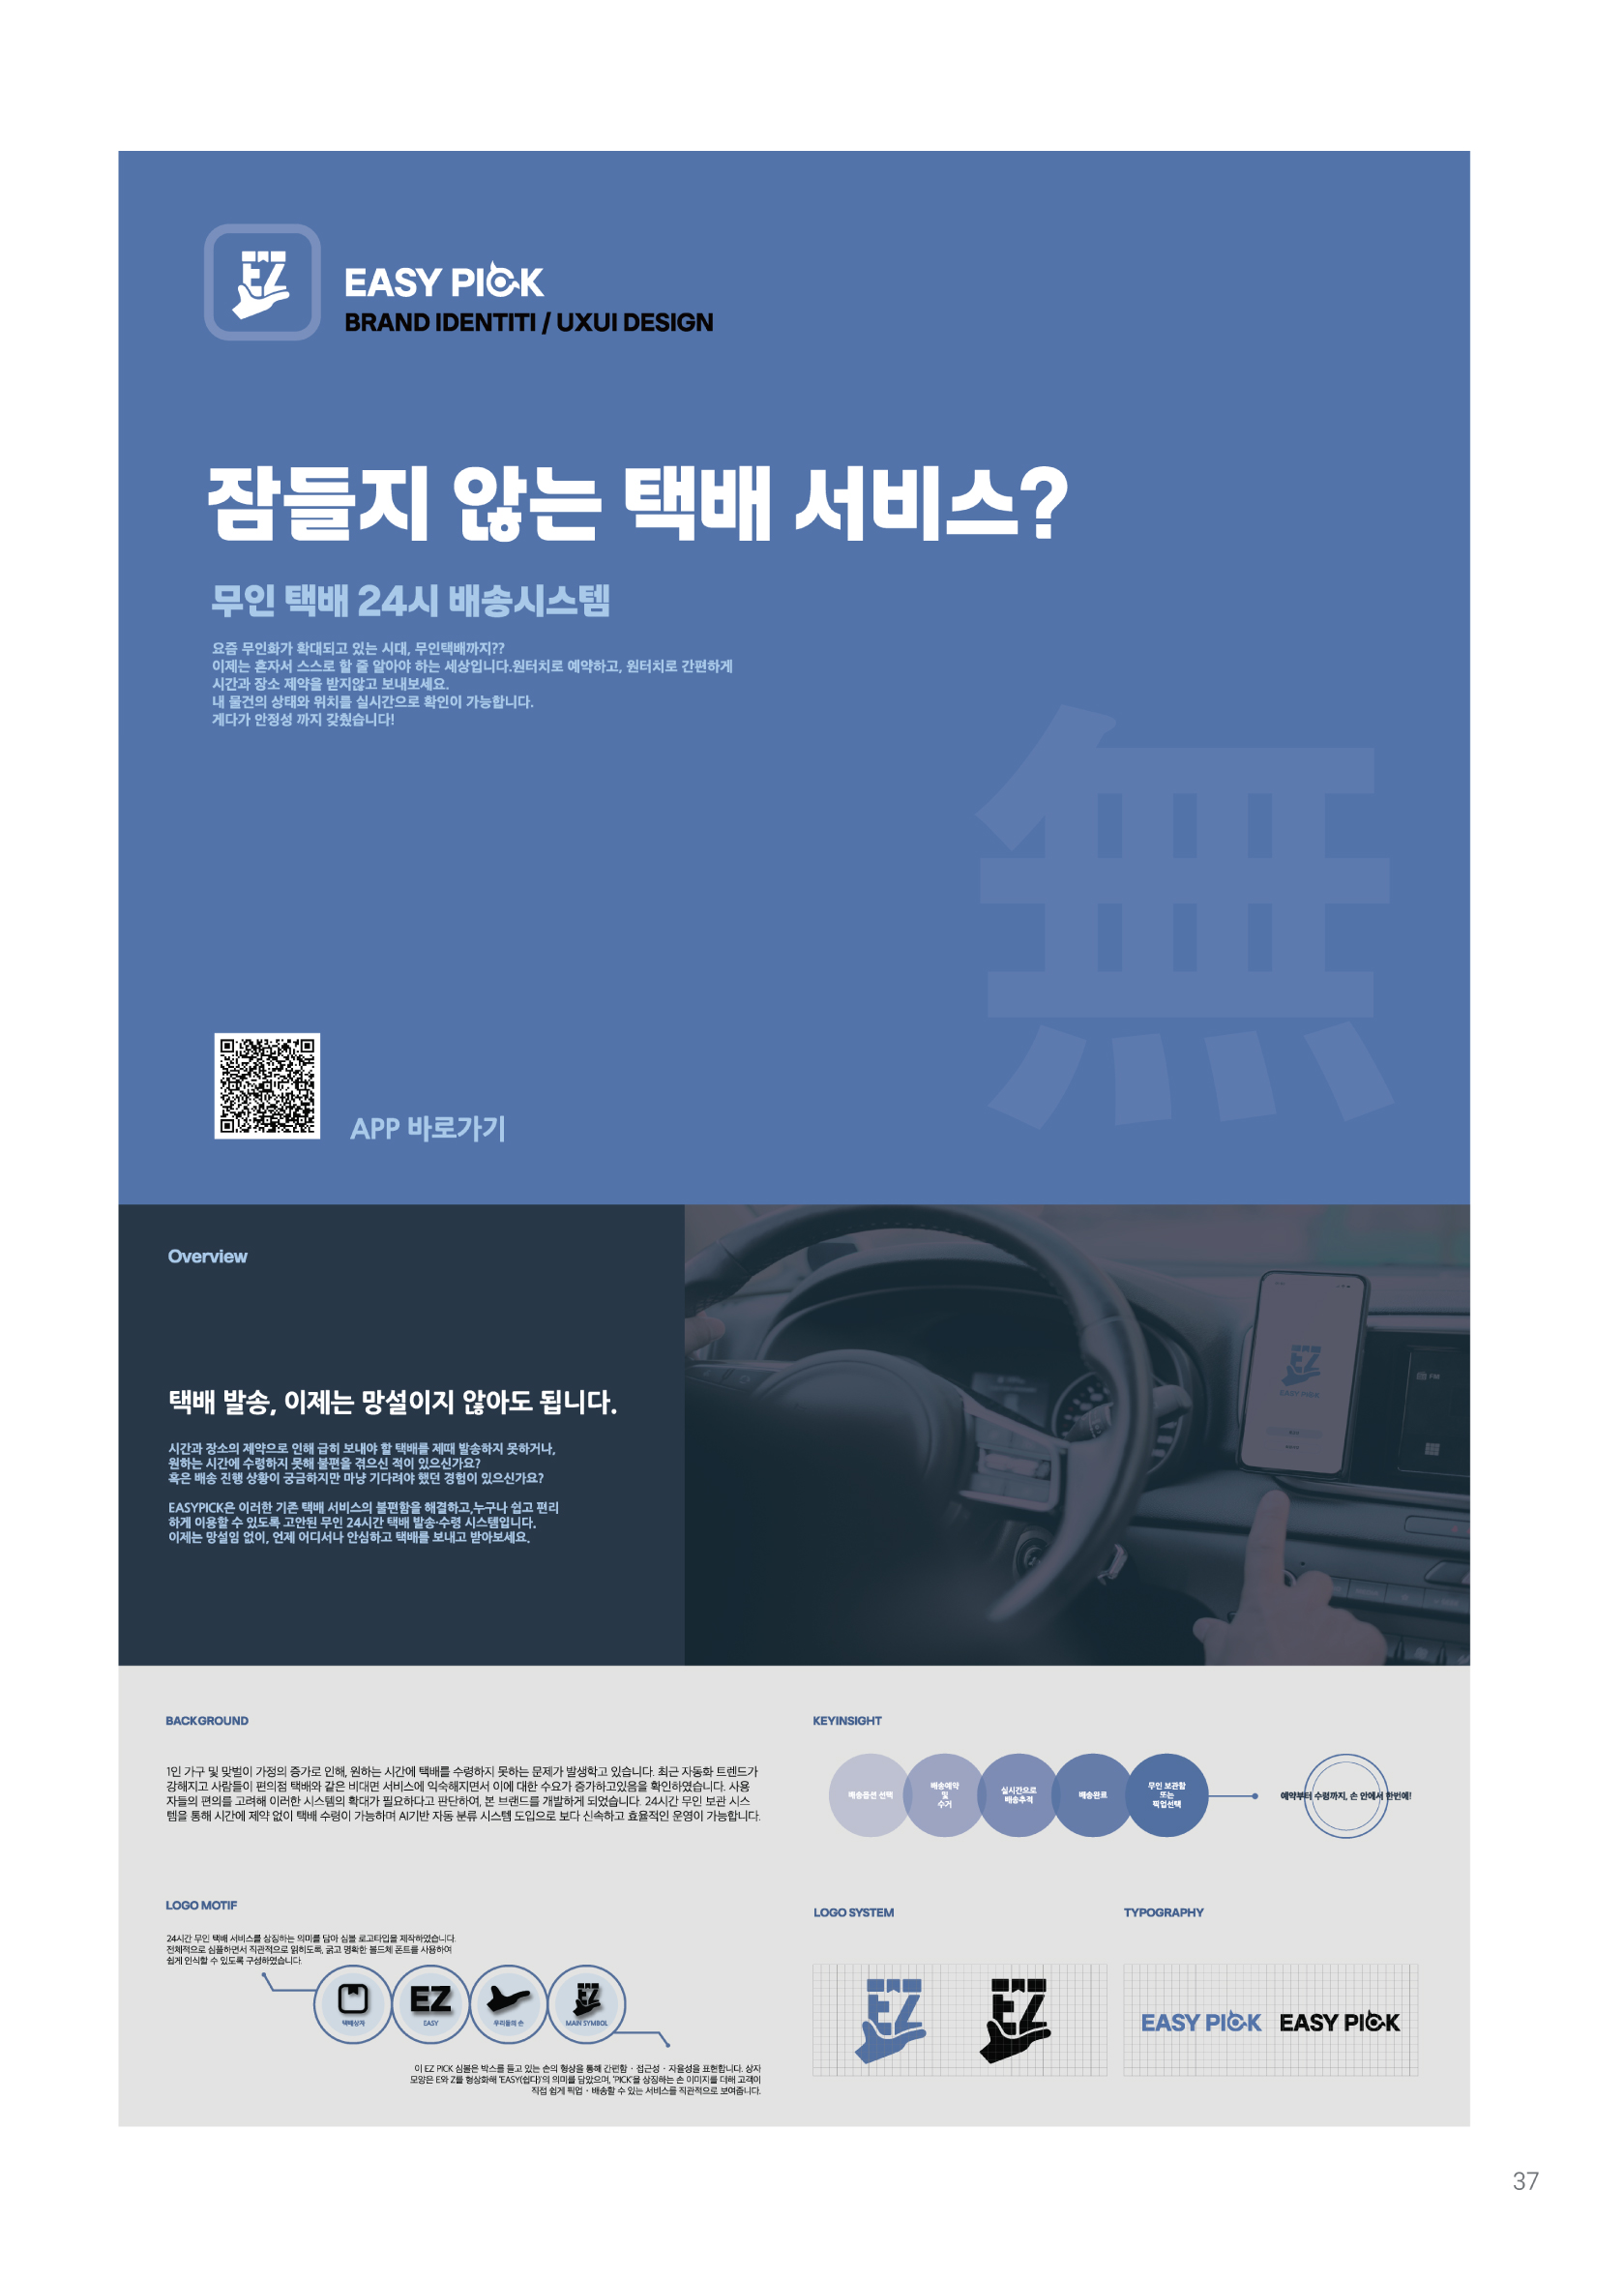 EZ
EASY PICK
BRAND IDENTITI / UXUI DESIGN
잠들지 않는 택배 서비스?
무인 택배 24시 배송시스템
요즘 무인화가 확대되고 있는 시대, 무인택배까지??
이제는 혼자서 스스로 할 줄 알아야 하는 세상입니다.원터치로 예약하고, 원터치로 간편하게
시간과 장소 제약을 받지않고 보내보세요.
내 물건의 상태와 위치를 실시간으로 확인이 가능합니다.
게다가 안정성 까지 갖췄습니다!
無
APP 바로가기
Overview
택배 발송, 이제는 망설이지 않아도 됩니다.
시간과 장소의 제약으로 인해 급히 보내야 할 택배를 제때 발송하지 못하거나,
원하는 시간에 수령하지 못해 불편을 겪으신 적이 있으신가요?
혹은 배송 진행 상황이 궁금하지만 마냥 기다려야 했던 경험이 있으신가요?
EASYPICK은 이러한 기존 택배 서비스의 불편함을 해결하고,누구나 쉽고 편리
하게 이용할 수 있도록 고안된 무인 24시간 택배 발송·수령 시스템입니다.
이제는 망설임 없이, 언제 어디서나 안심하고 택배를 보내고 받아보세요.
EZ
EASY PICK
FM
BACKGROUND
1인 가구 및 맞벌이 가정의 증가로 인해, 원하는 시간에 택배를 수령하지 못하는 문제가 발생학고 있습니다. 최근 자동화 트렌드가
강해지고 사람들이 편의점 택배와 같은 비대면 서비스에 익숙해지면서 이에 대한 수요가 증가하고있음을 확인하였습니다. 사용
자들의 편의를 고려해 이러한 시스템의 확대가 필요하다고 판단하여, 본 브랜드를 개발하게 되었습니다. 24시간 무인 보관 시스
템을 통해 시간에 제약 없이 택배 수령이 가능하며 AI기반 자동 분류 시스템 도입으로 보다 신속하고 효율적인 운영이 가능합니다.
KEYINSIGHT
배송옵션 선택
배송예약
및
수거
실시간으로
배송추적
배송완료
무인 보관함
또는
픽업선택
예약부터 수령까지, 손 안에서 한번에!
LOGO MOTIF
24시간 무인 택배 서비스를 상징하는 의미를 담아 심볼 로고타입을 제작하였습니다.
전체적으로 심플하면서 직관적으로 읽히도록, 굵고 명확한 볼드체 폰트를 사용하여
쉽게 인식할 수 있도록 구성하였습니다.
택배상자
EZ
EASY
우리들의 손
EZ
MAIN SYMBOL
이 EZ PICK 심볼은 박스를 들고 있는 손의 형상을 통해 간편함 · 접근성 · 자율성을 표현합니다. 상자
모양은 E와 Z를 형상화해 'EASY(쉽다)'의 의미를 담았으며, 'PICK'을 상징하는 손 이미지를 더해 고객이
직접 쉽게 픽업 · 배송할 수 있는 서비스를 직관적으로 보여줍니다.
LOGO SYSTEM
EZ
EZ
TYPOGRAPHY
EASY PICK
EASY PICK
37